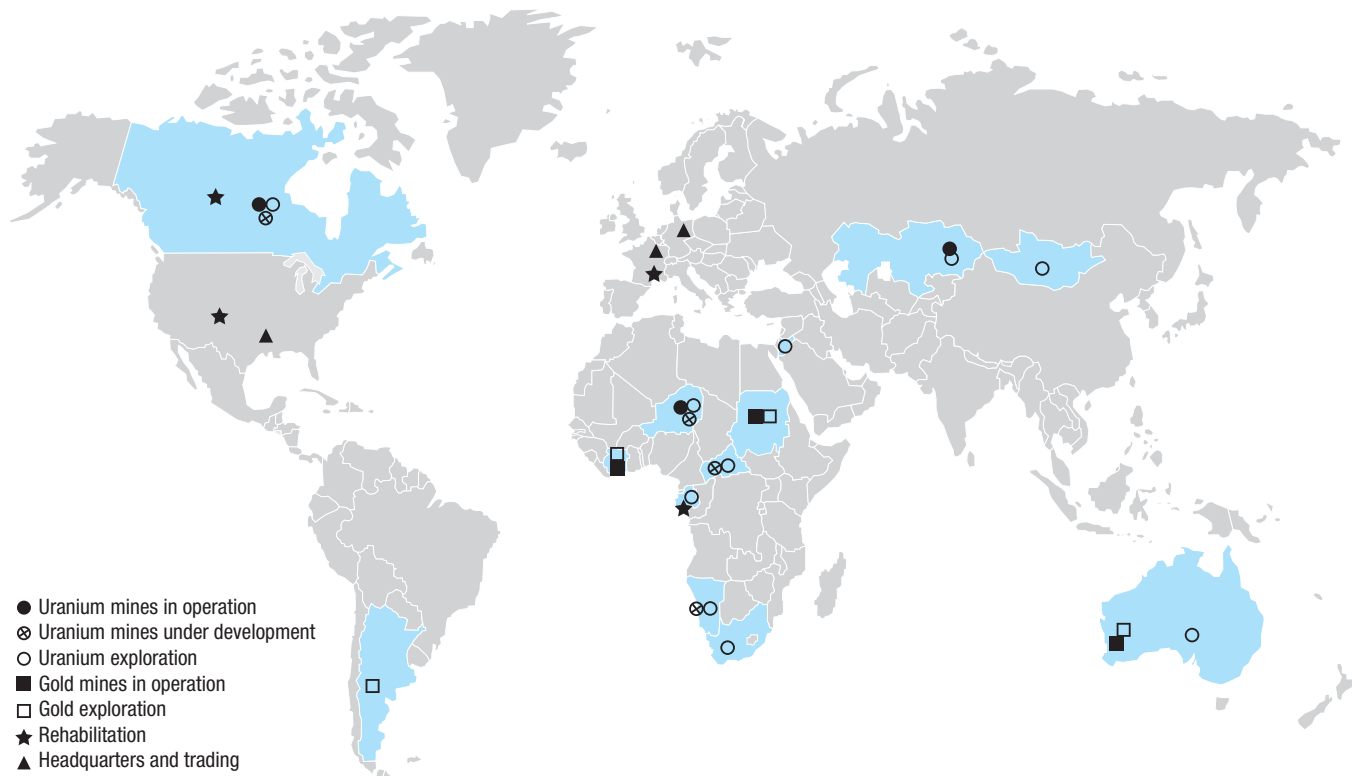 Uranium mines in operation
Uranium mines under development
Uranium exploration
Gold mines in operation
Gold exploration
Rehabilitation
Headquarters and trading